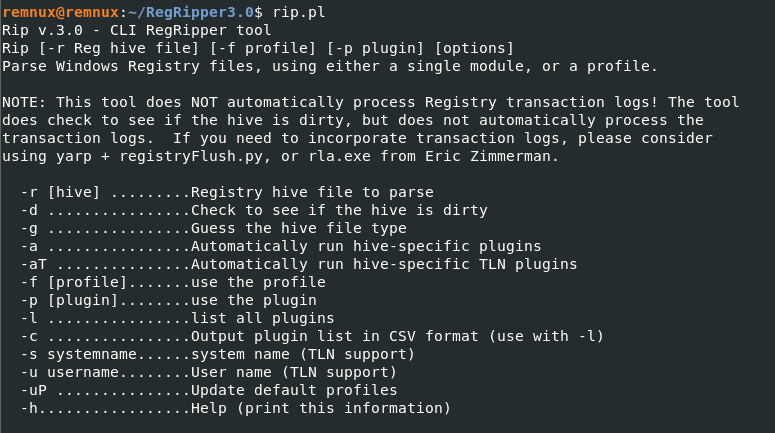 remnux@remnux:~/RegRipper3.0$ rip.pl
Rip v.3.0 - CLI RegRipper tool
Rip [-r Reg hive file] [-f profile] [-p plugin] [options]
Parse Windows Registry files, using either a single module, or a profile.

NOTE: This tool does NOT automatically process Registry transaction logs! The tool
does check to see if the hive is dirty, but does not automatically process the
transaction logs.  If you need to incorporate transaction logs, please consider
using yarp + registryFlush.py, or rla.exe from Eric Zimmerman.

  -r [hive] .........Registry hive file to parse
  -d ................Check to see if the hive is dirty
  -g ................Guess the hive file type
  -a ................Automatically run hive-specific plugins
  -aT ...............Automatically run hive-specific TLN plugins
  -f [profile].......use the profile
  -p [plugin]........use the plugin
  -l ................list all plugins
  -c ................Output plugin list in CSV format (use with -l)
  -s systemname......system name (TLN support)
  -u username........User name (TLN support)
  -uP ...............Update default profiles
  -h.................Help (print this information)